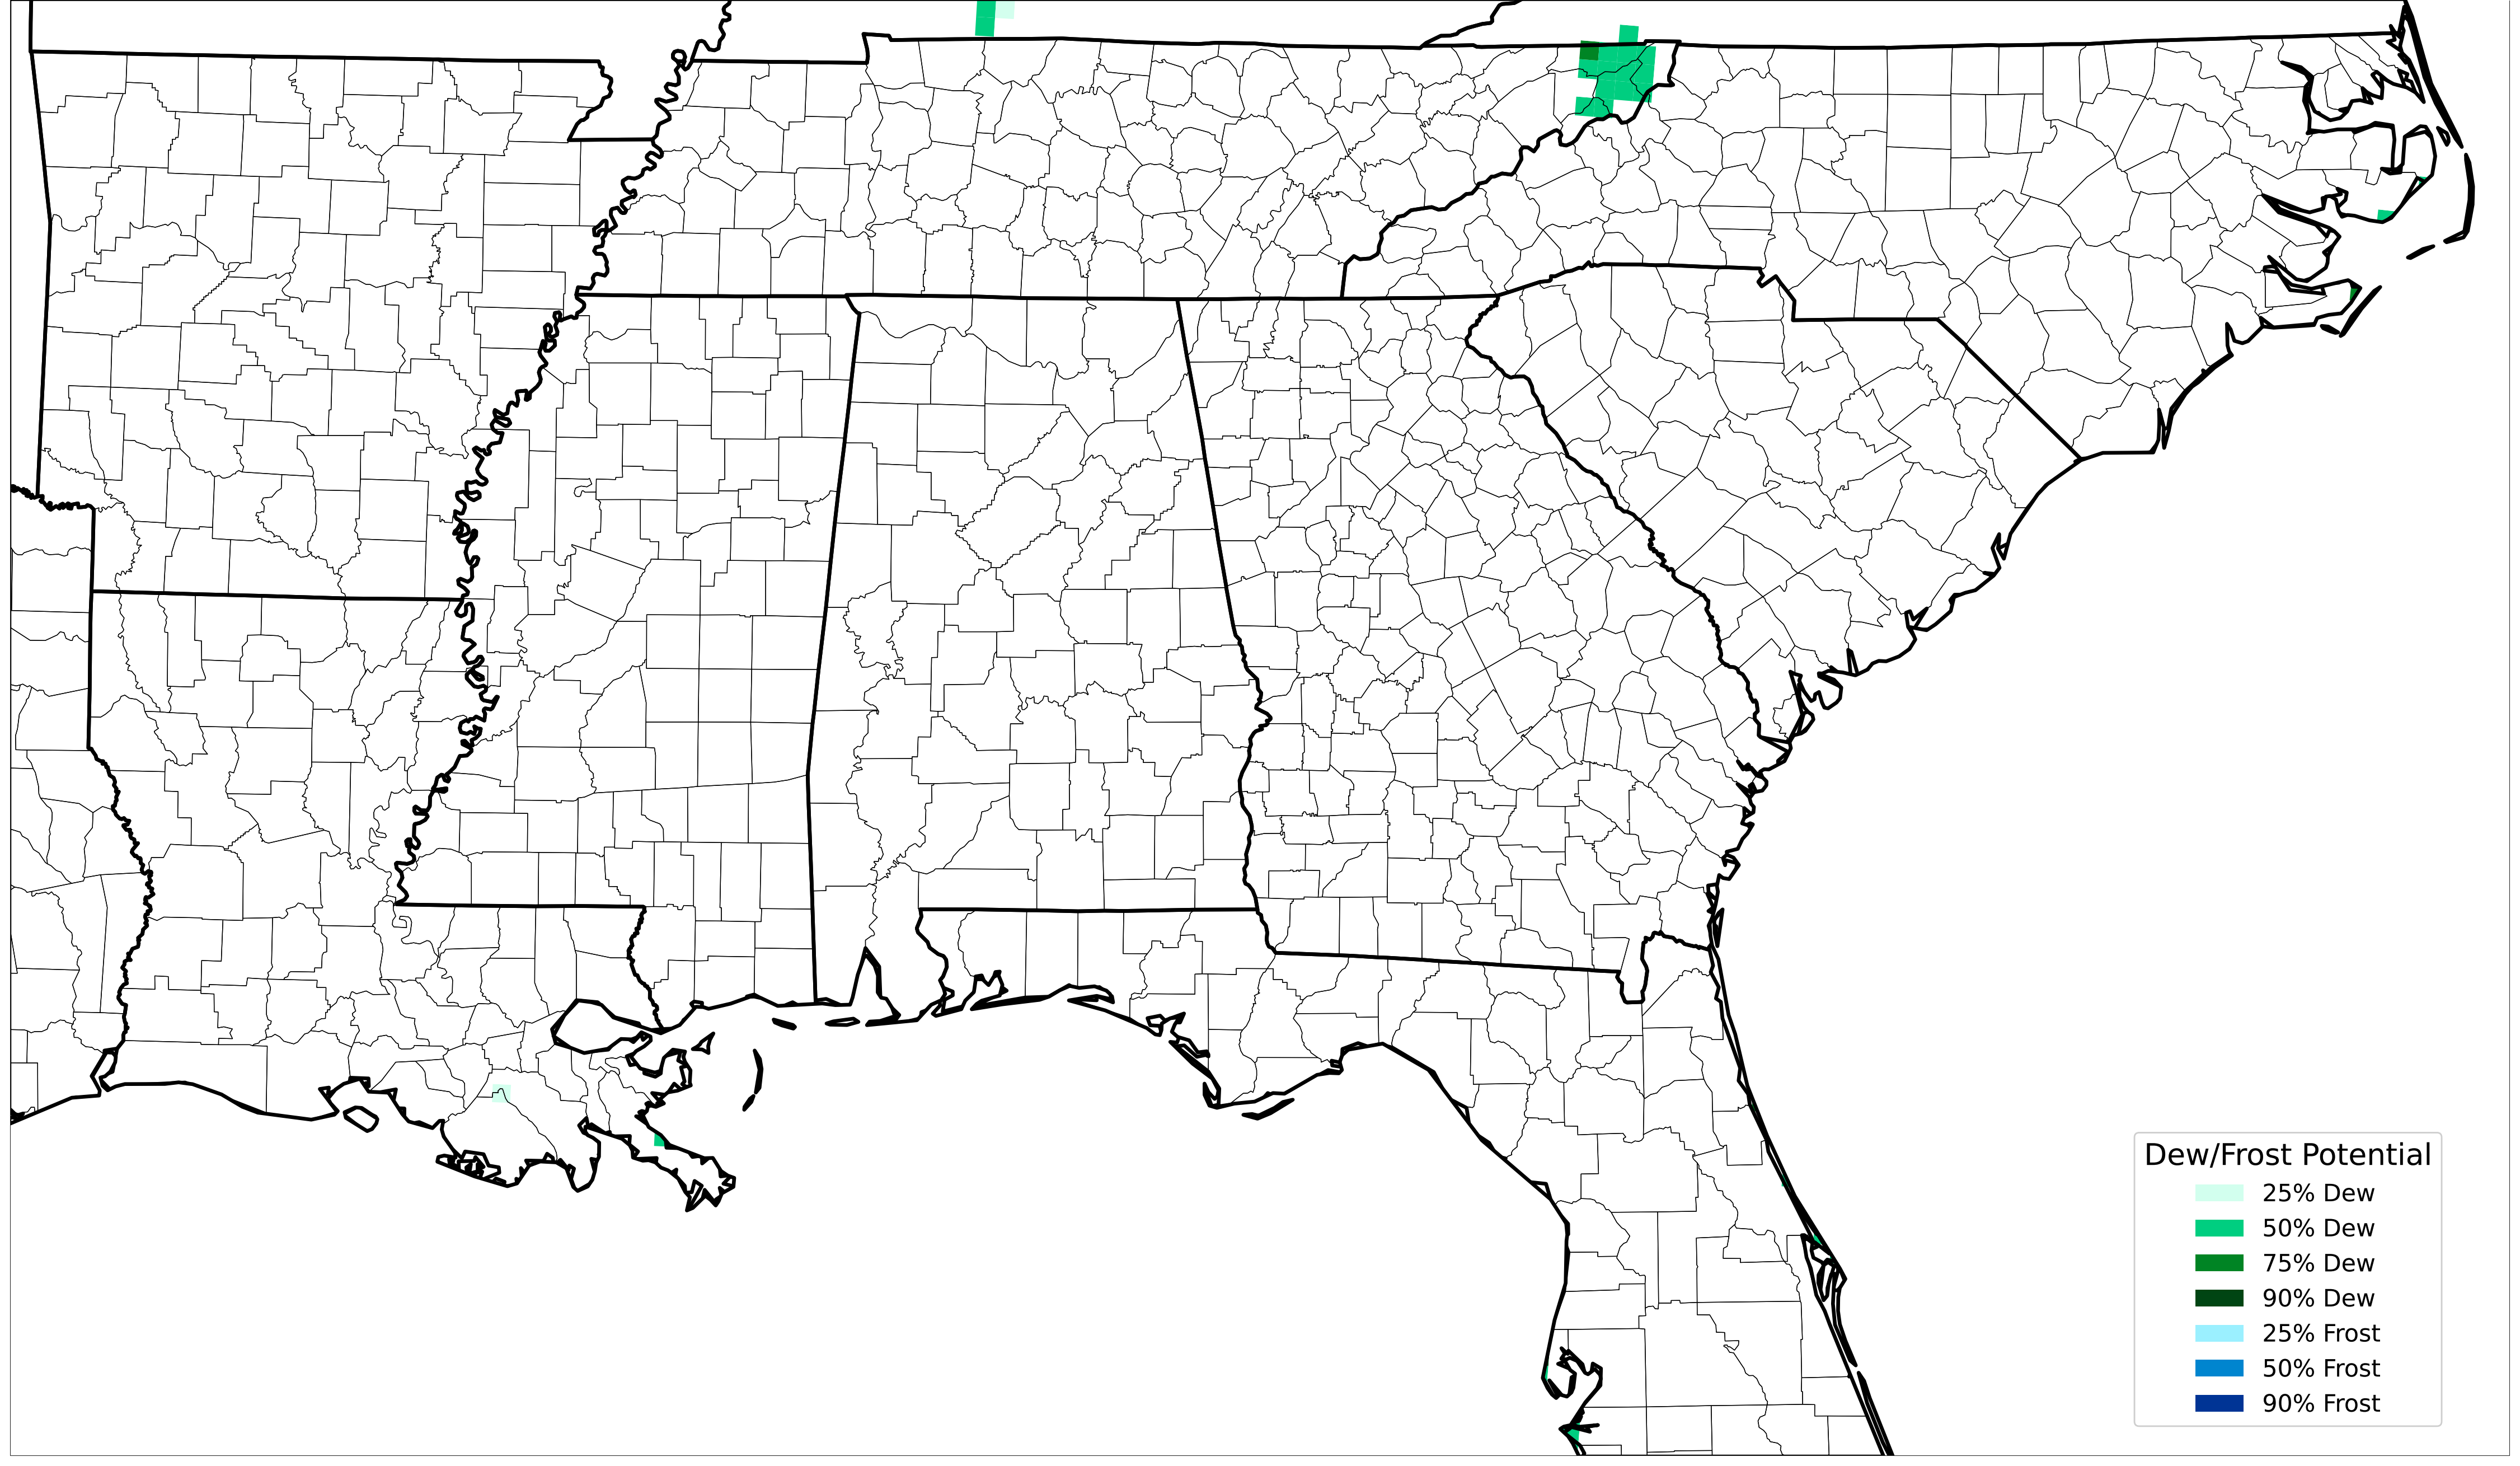 Dew/Frost Potential
25% Dew
50% Dew
75% Dew
90% Dew
25% Frost
50% Frost
90% Frost